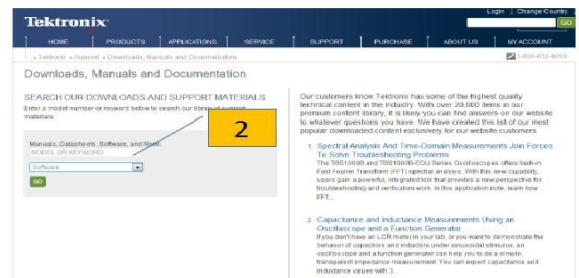 Login | Change Country
Tektronix
GO
HOME PRODUCTS APPLICATIONS SERVICE SUPPORT PURCHASE ABOUT US MY ACCOUNT
Tektronix > Support > Downloads, Manuals and Documentation
Downloads, Manuals and Documentation
SEARCH OUR DOWNLOADS AND SUPPORT MATERIALS
Enter a model number or keyword below to search our library of support
materials.
2
Manuals, Datasheets, Software, and More:
MODEL OR KEYWORD
Software
GO
Our customers know Tektronix has some of the highest quality
technical content in the industry. With over 20,000 items in our
premium content library, it is likely you can find answers on our website
to whatever questions you have. We have created this list of our most
popular downloaded content exclusively for our website customers.
1. Spectral Analysis And Time-Domain Measurements Join Forces
To Solve Troubleshooting Problems
The TBS1000B and TBS1000B-EDU Series Oscilloscopes offers built-in
Fast Fourier Transform (FFT) spectral analysis. With this new capability,
users gain a powerful, integrated tool that provides a new perspective for
troubleshooting and verification work. In this application note, learn how
FFT...
2. Capacitance and Inductance Measurements Using an
Oscilloscope and a Function Generator
If you don't have an LCR meter in your lab, or you want to demonstrate the
behavior of capacitors and inductors under sinusoidal stimulus, an
oscilloscope and a function generator can help you to do a simple,
transparent impedance measurement. You can expect capacitance and
inductance values with 3...